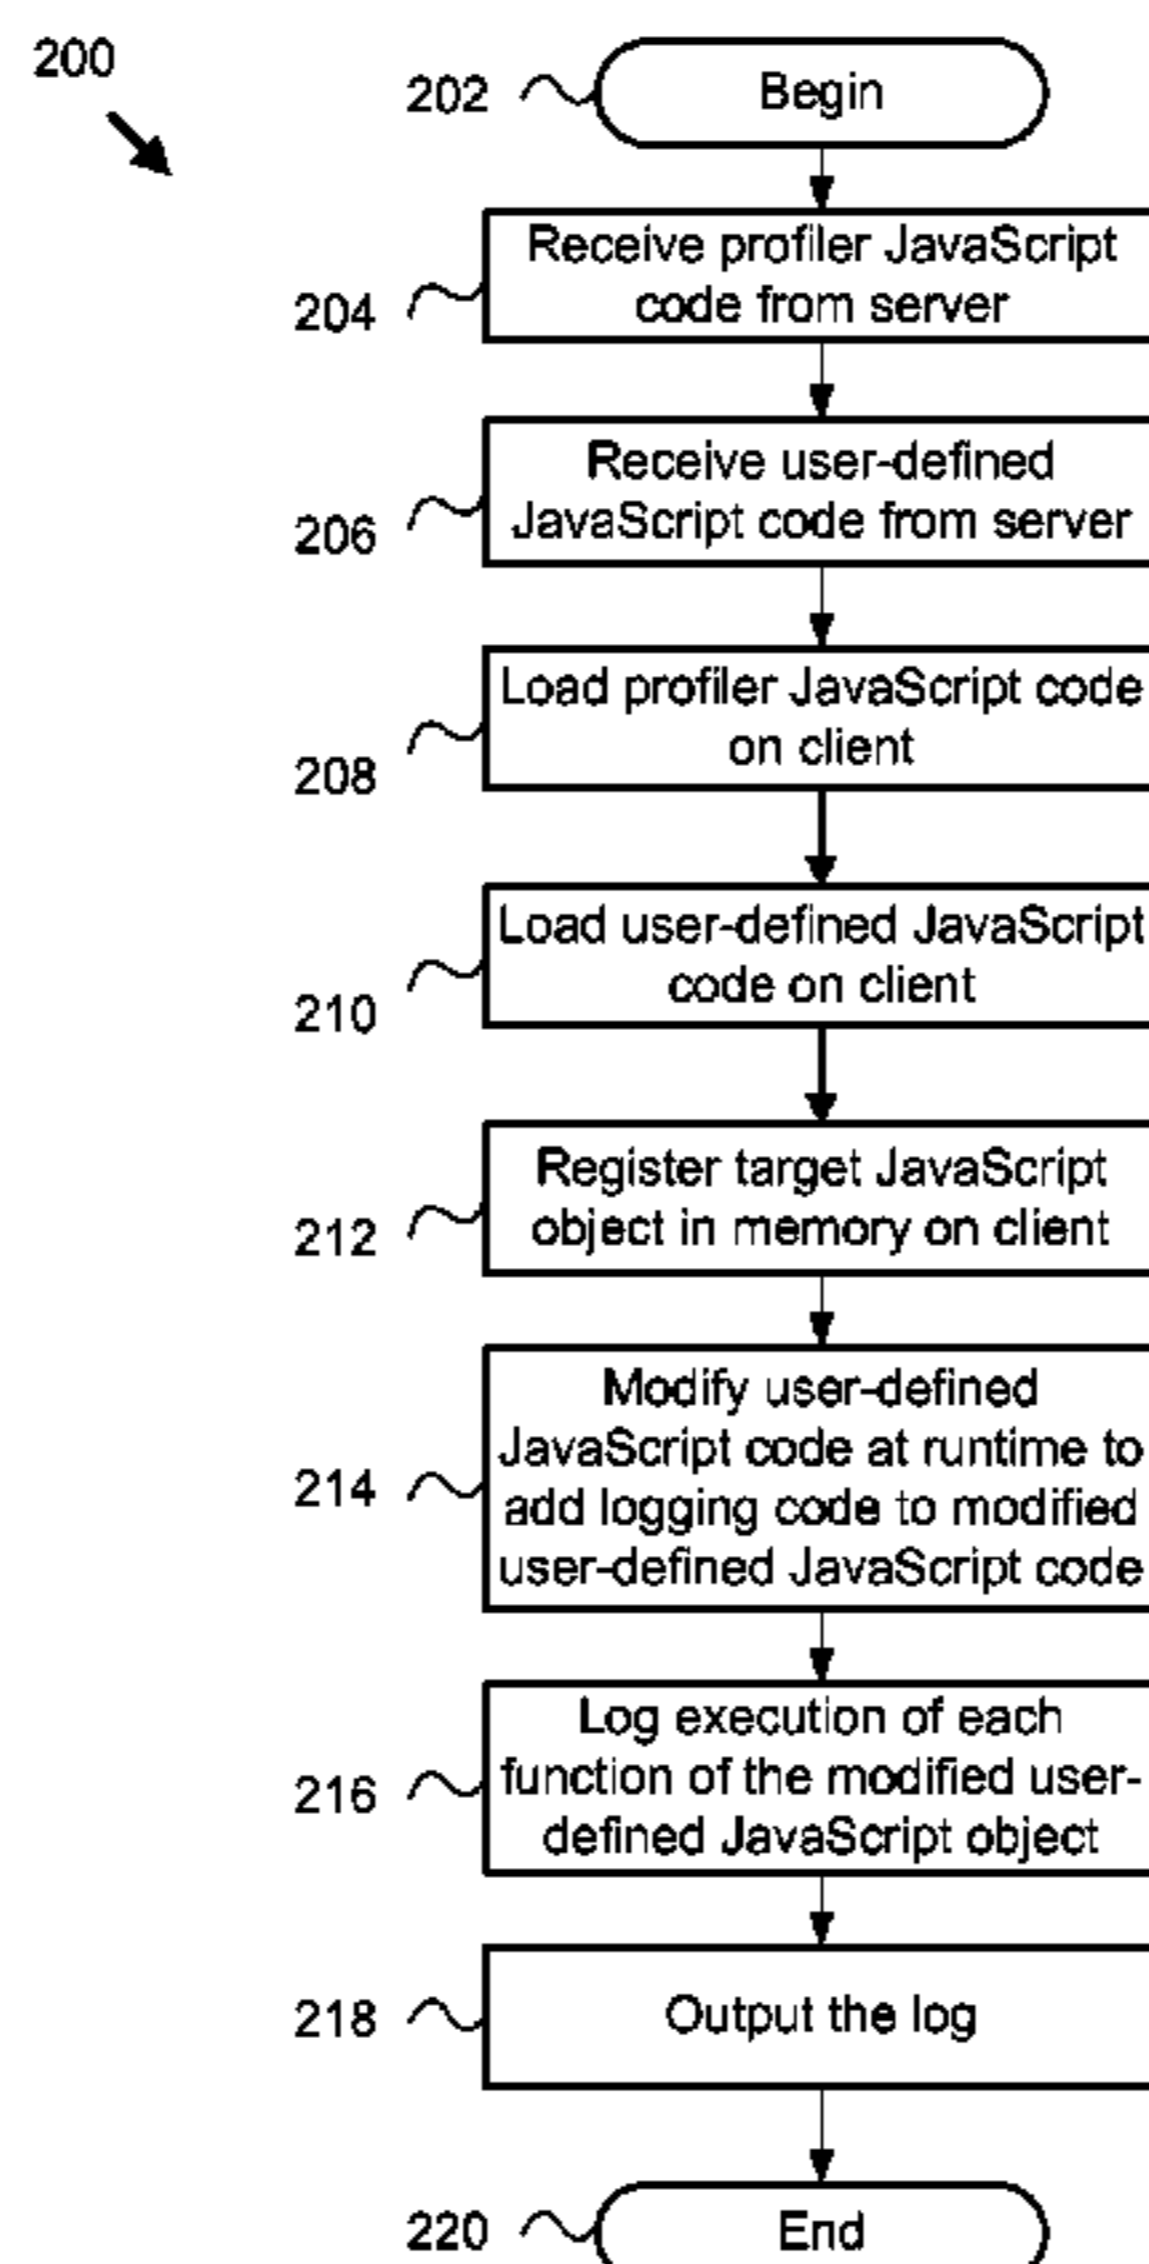 200
202
Begin
Receive profiler JavaScript
code from server
204
Receive user-defined
JavaScript code from server
206
Load profiler JavaScript code
on client
208
Load user-defined JavaScript
code on client
210
Register target JavaScript
object in memory on client
212
Modify user-defined
JavaScript code at runtime to
add logging code to modified
user-defined JavaScript code
214
Log execution of each
function of the modified user-
defined JavaScript object
216
Output the log
218
End
220